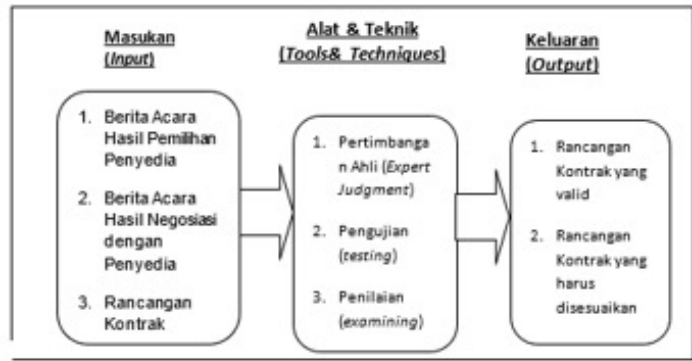 Masukan
(Input)
1. Berita Acara
Hasil Pemilihan
Penyedia
2. Berita Acara
Hasil Negosiasi
dengan
Penyedia
3. Rancangan
Kontrak
Alat & Teknik
(Tools& Techniques)
1. Pertimbanga
n Ahli (Expert
Judgment)
2. Pengujian
(testing)
3. Penilaian
(examining)
Keluaran
(Output)
1. Rancangan
Kontrak yang
valid
2. Rancangan
Kontrak yang
harus
disesuaikan